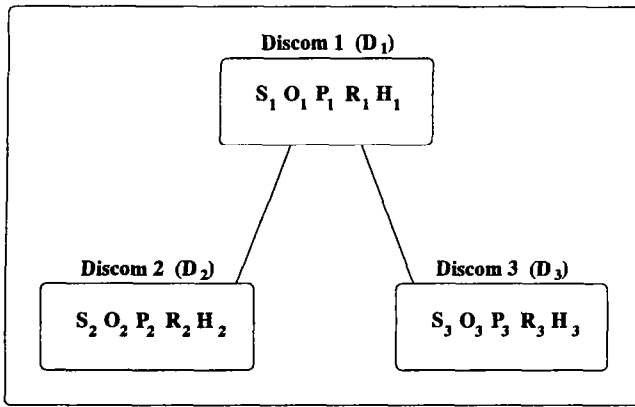 Discom 1 (D₁)
S₁ O₁ P₁ R₁ H₁
Discom 2 (D₂)
Discom 3 (D₃)
S₂ O₂ P₂ R₂ H₂
S₃ O₃ P₃ R₃ H₃